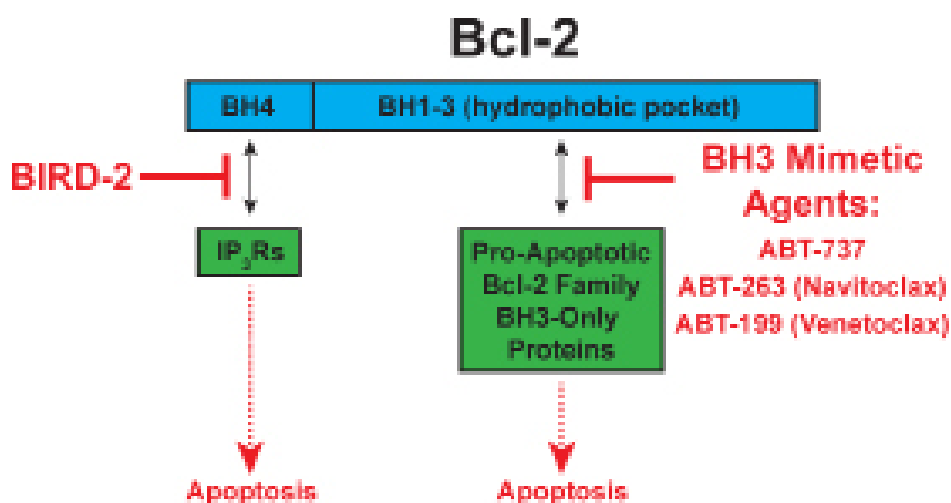 Bcl-2
BH4
BH1-3 (hydrophobic pocket)
BIRD-2
BH3 Mimetic
Agents:
ABT-737
ABT-263 (Navitoclax)
ABT-199 (Venetoclax)
IP₃Rs
Pro-Apoptotic
Bcl-2 Family
BH3-Only
Proteins
Apoptosis
Apoptosis